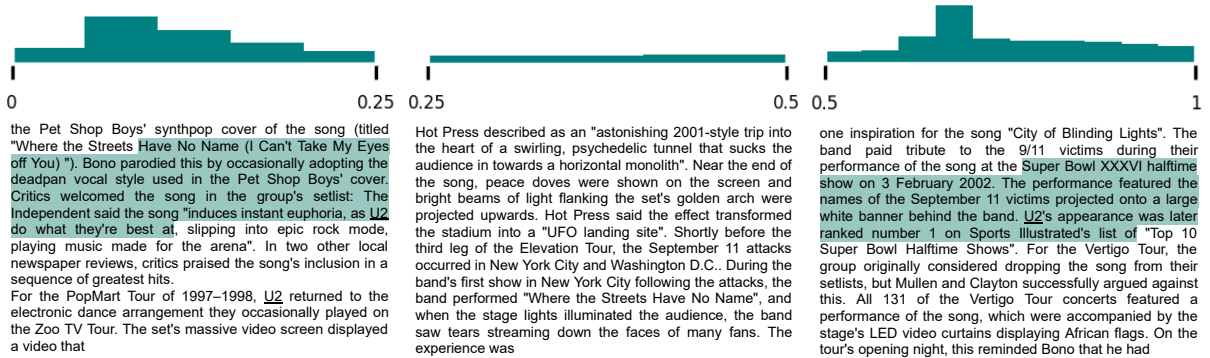 0
0.25
0.25
0.5
0.5
1
the Pet Shop Boys' synthpop cover of the song (titled
"Where the Streets Have No Name (I Can't Take My Eyes
off You) "). Bono parodied this by occasionally adopting the
deadpan vocal style used in the Pet Shop Boys' cover.
Critics welcomed the song in the group's setlist: The
Independent said the song "induces instant euphoria, as U2
do what they're best at, slipping into epic rock mode,
playing music made for the arena". In two other local
newspaper reviews, critics praised the song's inclusion in a
sequence of greatest hits.
For the PopMart Tour of 1997–1998, U2 returned to the
electronic dance arrangement they occasionally played on
the Zoo TV Tour. The set's massive video screen displayed
a video that
Hot Press described as an "astonishing 2001-style trip into
the heart of a swirling, psychedelic tunnel that sucks the
audience in towards a horizontal monolith". Near the end of
the song, peace doves were shown on the screen and
bright beams of light flanking the set's golden arch were
projected upwards. Hot Press said the effect transformed
the stadium into a "UFO landing site". Shortly before the
third leg of the Elevation Tour, the September 11 attacks
occurred in New York City and Washington D.C.. During the
band's first show in New York City following the attacks, the
band performed "Where the Streets Have No Name", and
when the stage lights illuminated the audience, the band
saw tears streaming down the faces of many fans. The
experience was
one inspiration for the song "City of Blinding Lights". The
band paid tribute to the 9/11 victims during their
performance of the song at the Super Bowl XXXVI halftime
show on 3 February 2002. The performance featured the
names of the September 11 victims projected onto a large
white banner behind the band. U2's appearance was later
ranked number 1 on Sports Illustrated's list of "Top 10
Super Bowl Halftime Shows". For the Vertigo Tour, the
group originally considered dropping the song from their
setlists, but Mullen and Clayton successfully argued against
this. All 131 of the Vertigo Tour concerts featured a
performance of the song, which were accompanied by the
stage's LED video curtains displaying African flags. On the
tour's opening night, this reminded Bono that he had